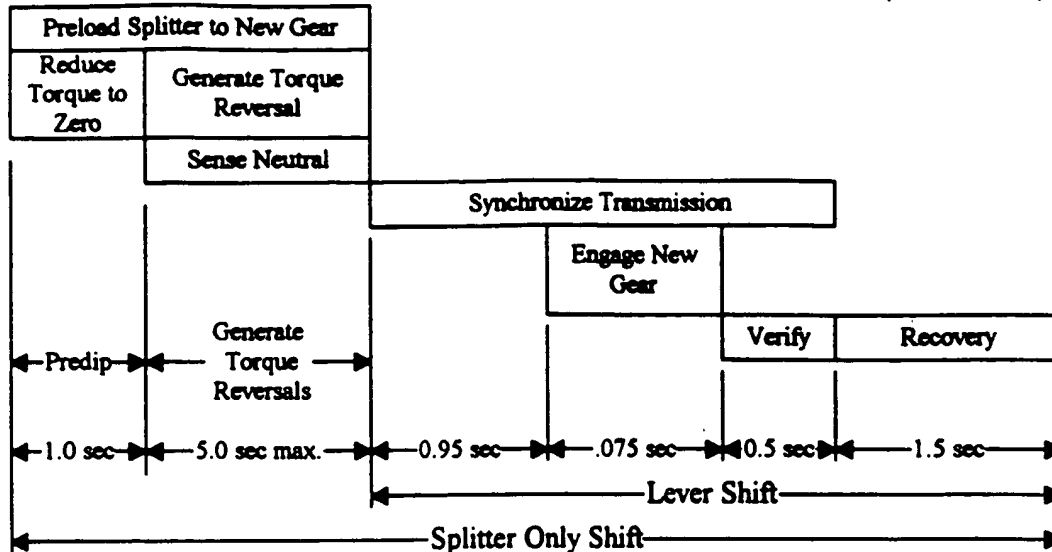 Preload Splitter to New Gear
Reduce
Torque to
Zero
Generate Torque
Reversal
Sense Neutral
Synchronize Transmission
Engage New
Gear
Verify
Recovery
Predip
Generate
Torque
Reversals
1.0 sec
5.0 sec max.
0.95 sec
.075 sec
0.5 sec
1.5 sec
Lever Shift
Splitter Only Shift